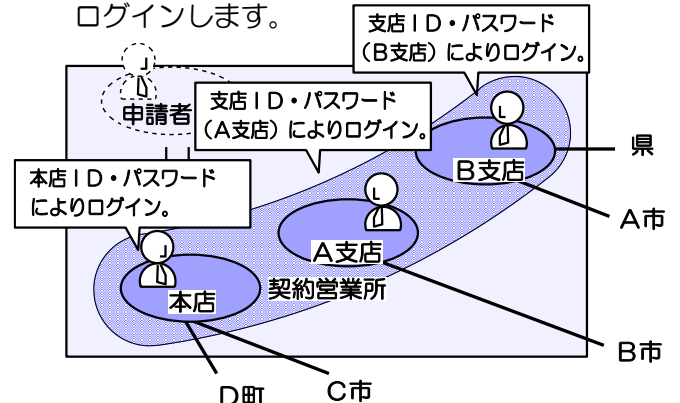 ログインします。
支店ＩＤ・パスワード
（Ｂ支店）によりログイン。
支店ＩＤ・パスワード
（Ａ支店）によりログイン。
申請者
県
Ｂ支店
本店ＩＤ・パスワード
によりログイン。
Ａ市
Ａ支店
契約営業所
本店
Ｂ市
Ｄ町
Ｃ市